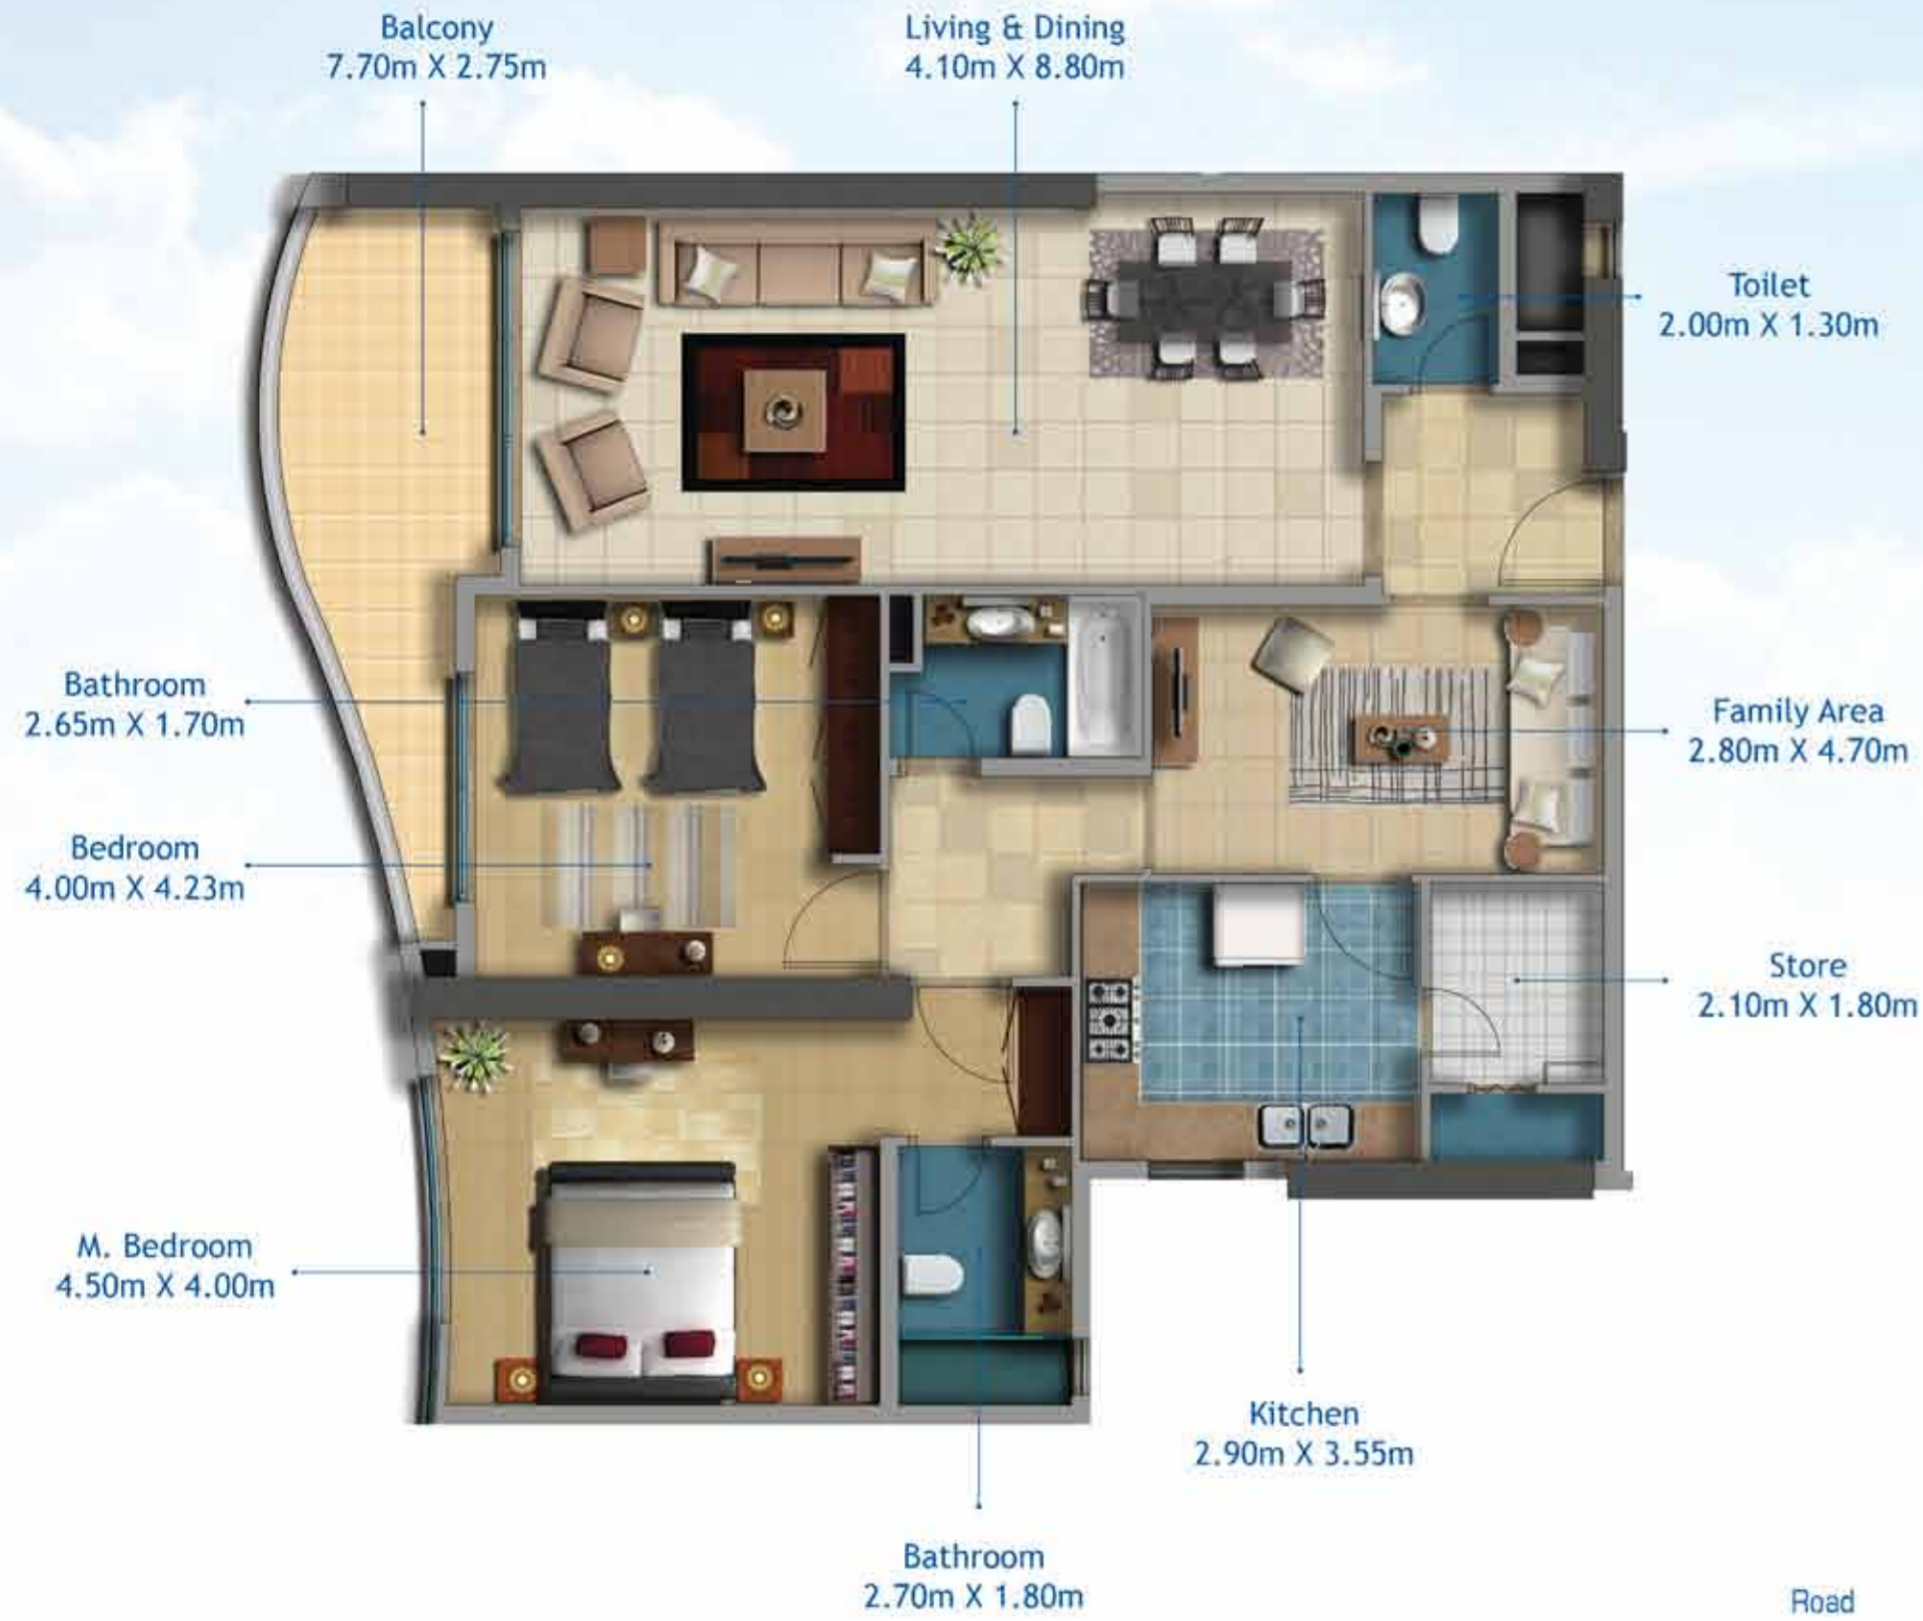 Balcony
7.70m X 2.75m
Living & Dining
4.10m X 8.80m
Toilet
2.00m X 1.30m
Bathroom
2.65m X 1.70m
Family Area
2.80m X 4.70m
Bedroom
4.00m X 4.23m
Store
2.10m X 1.80m
M. Bedroom
4.50m X 4.00m
Kitchen
2.90m X 3.55m
Bathroom
2.70m X 1.80m
Road